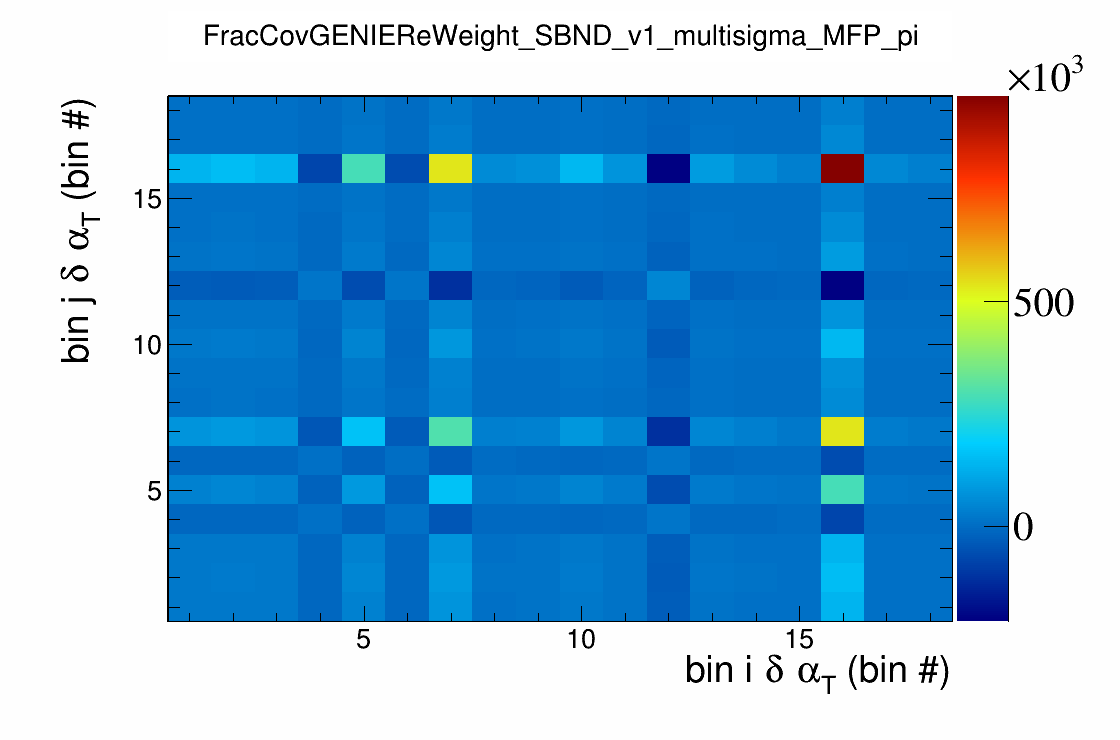 FracCovGENIEReWeight_SBND_v1_multisigma_MFP_pi
×10³
bin j δ α_T (bin #)
15
10
5
500
0
5 10 15
bin i δ α_T (bin #)